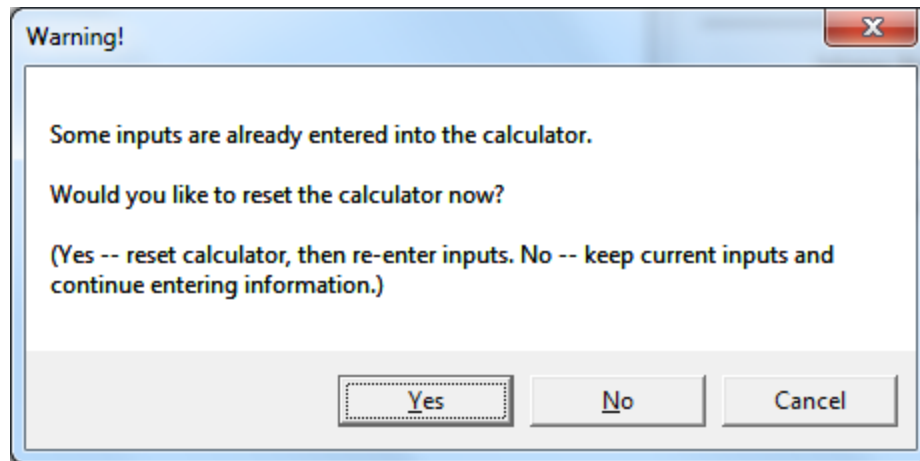 Warning!
Some inputs are already entered into the calculator.
Would you like to reset the calculator now?
(Yes -- reset calculator, then re-enter inputs. No -- keep current inputs and
continue entering information.)
Yes
No
Cancel